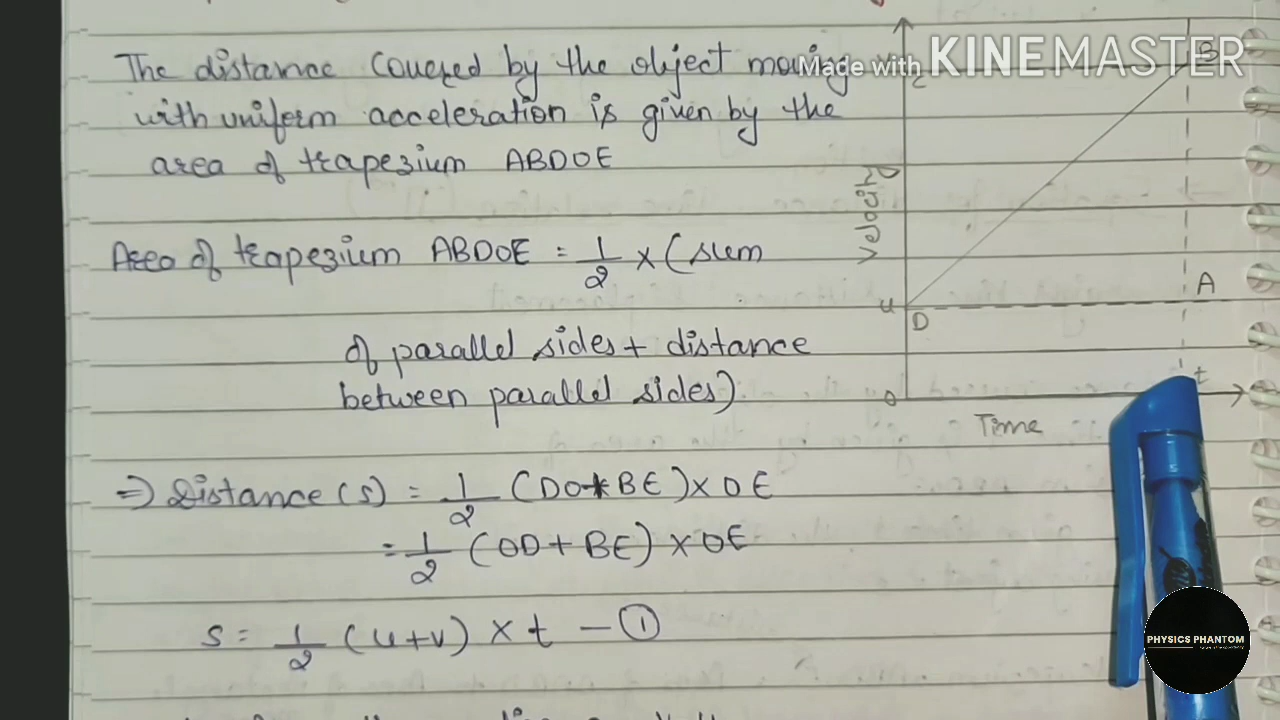 The distance covered by the object moving
with uniform acceleration is given by the
area of trapezium ABDOE
Area of trapezium ABDOE = 1/2 × (sum
of parallel sides + distance
between parallel sides)
⇒ Distance (s) = 1/2 (DO+BE) × OE
= 1/2 (OD + BE) × OE
s = 1/2 (u+v) × t - ①
Made with KINEMASTER
B
C
Velocity
A
u
D
t
O
Time
PHYSICS PHANTOM